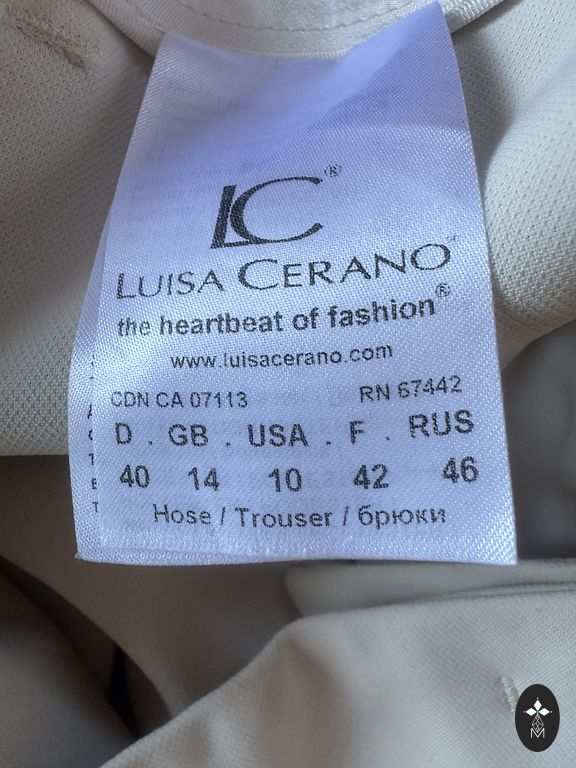 LC®
LUISA CERANO
the heartbeat of fashion®
www.luisacerano.com
CDN CA 07113 RN 67442
D . GB . USA . F . RUS
40 14 10 42 46
Hose / Trouser / брюки
M